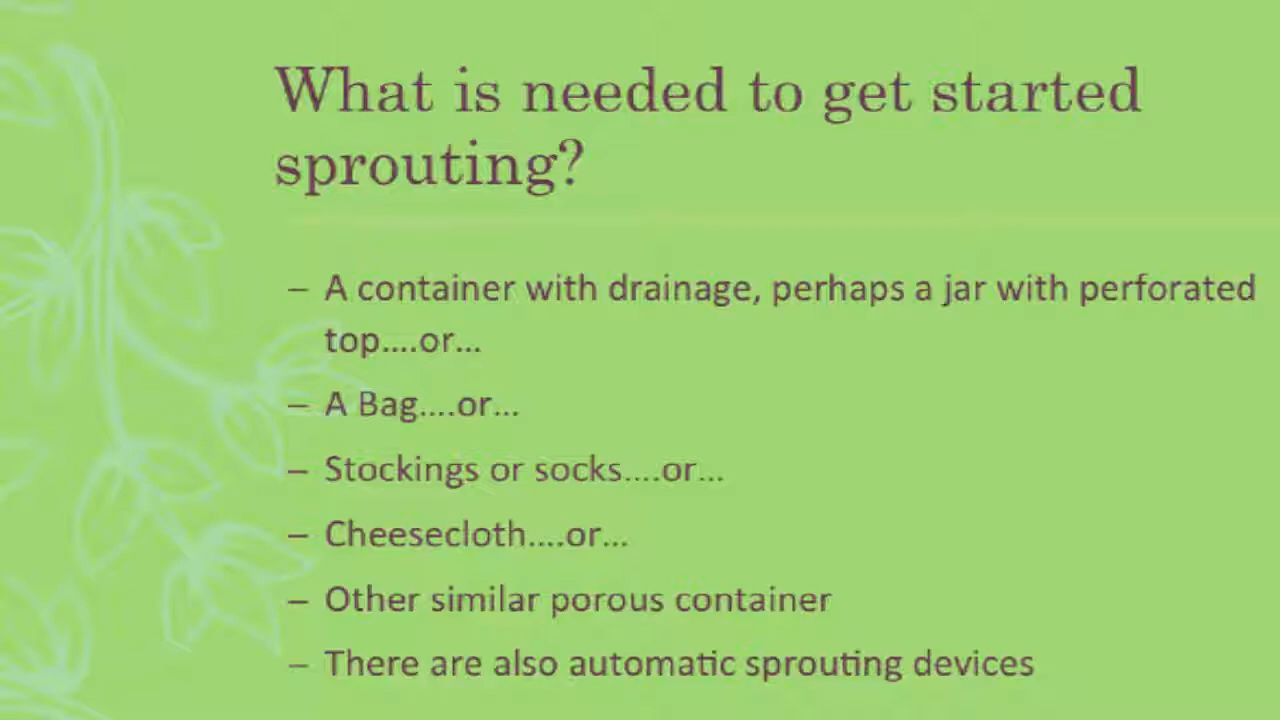 What is needed to get started
sprouting?
– A container with drainage, perhaps a jar with perforated
top....or...
– A Bag....or...
– Stockings or socks....or...
– Cheesecloth....or...
– Other similar porous container
– There are also automatic sprouting devices